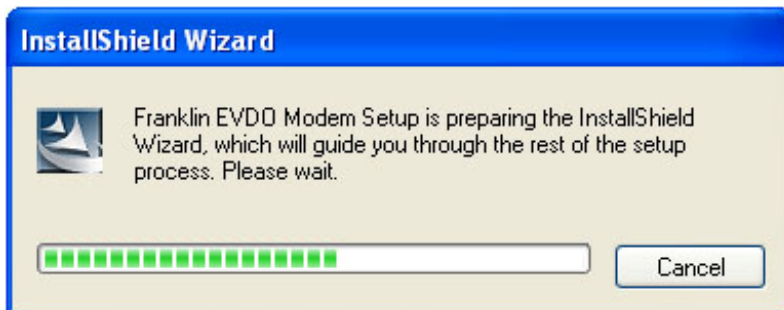 InstallShield Wizard
Franklin EVDO Modem Setup is preparing the InstallShield
Wizard, which will guide you through the rest of the setup
process. Please wait.
Cancel